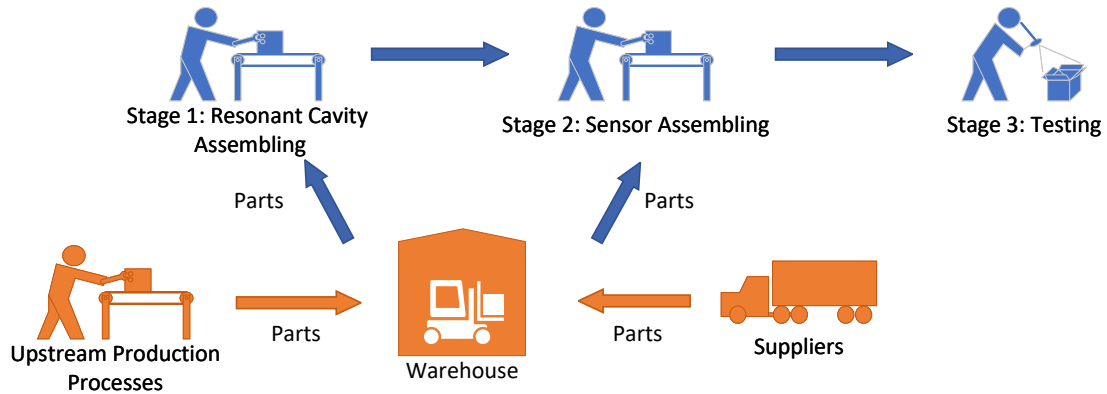 Stage 1: Resonant Cavity
Assembling
Stage 2: Sensor Assembling
Stage 3: Testing
Parts
Parts
Upstream Production
Processes
Parts
Warehouse
Parts
Suppliers